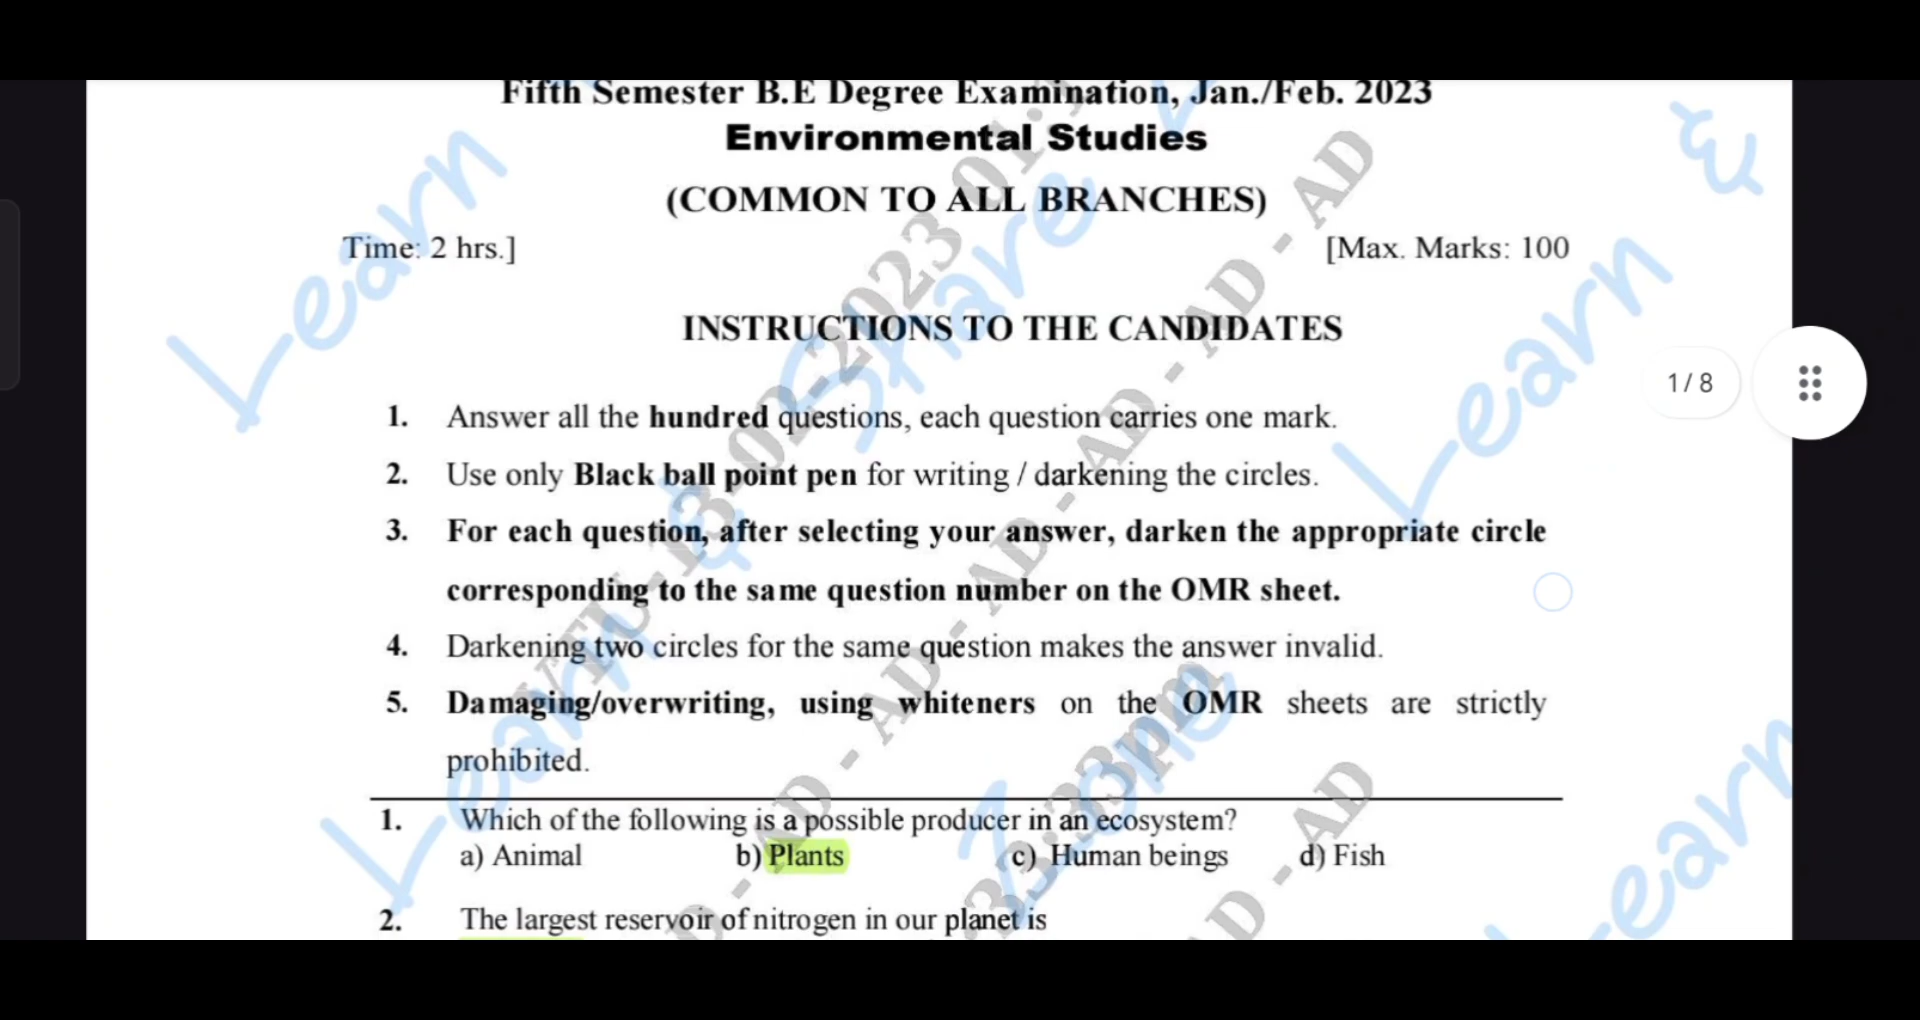 Fifth Semester B.E Degree Examination, Jan./Feb. 2023
Environmental Studies
(COMMON TO ALL BRANCHES)
Time: 2 hrs.] [Max. Marks: 100
INSTRUCTIONS TO THE CANDIDATES
1. Answer all the hundred questions, each question carries one mark.
2. Use only Black ball point pen for writing / darkening the circles.
3. For each question, after selecting your answer, darken the appropriate circle
corresponding to the same question number on the OMR sheet.
4. Darkening two circles for the same question makes the answer invalid.
5. Damaging/overwriting, using whiteners on the OMR sheets are strictly
prohibited.
1. Which of the following is a possible producer in an ecosystem?
a) Animal b) Plants c) Human beings d) Fish
2. The largest reservoir of nitrogen in our planet is
1 / 8
Learn & Share
Learn
Learn & Zone
Learn